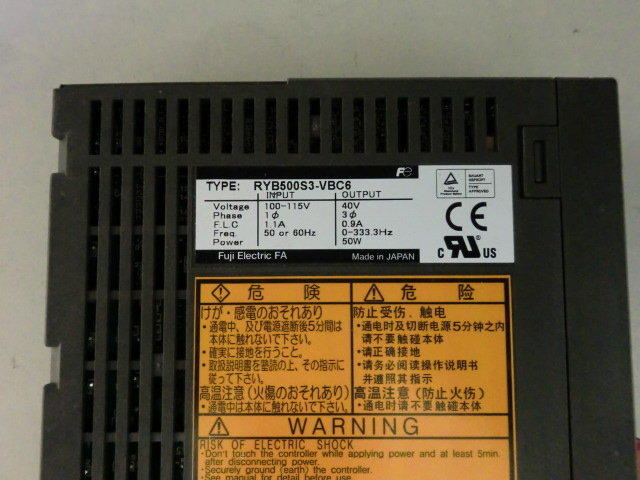 TYPE: RYB500S3-VBC6
INPUT OUTPUT
Voltage 100-115V 40V
Phase 1ϕ 3ϕ
F.L.C 1.1A 0.9A
Freq. 50 or 60Hz 0-333.3Hz
Power 50W
Fuji Electric FA Made in JAPAN
BAUART
GEPRÜFT
TYPE
APPROVED
CE
C RU US
危 険
けが・感電のおそれあり
・通電中、及び電源遮断後5分間は
本体に触れないで下さい。
・確実に接地を行うこと。
・取扱説明書を塾読の上、その指示に
従って下さい。
高温注意(火傷のおそれあり)
・通電中は本体に触れないで下さい。
危 险
防止受伤、触电
・通电时及切断电源5分钟之内
请不要触碰本体
・请正确接地
・请务必阅读操作说明书
并遵照其指示
高温注意(防止火伤)
・通电时请不要触碰本体
WARNING
RISK OF ELECTRIC SHOCK
・Don't touch the controller while applying power and at least 5min.
after disconnecting power.
・Securely ground (earth) the controller.
・See manual for detail before use.